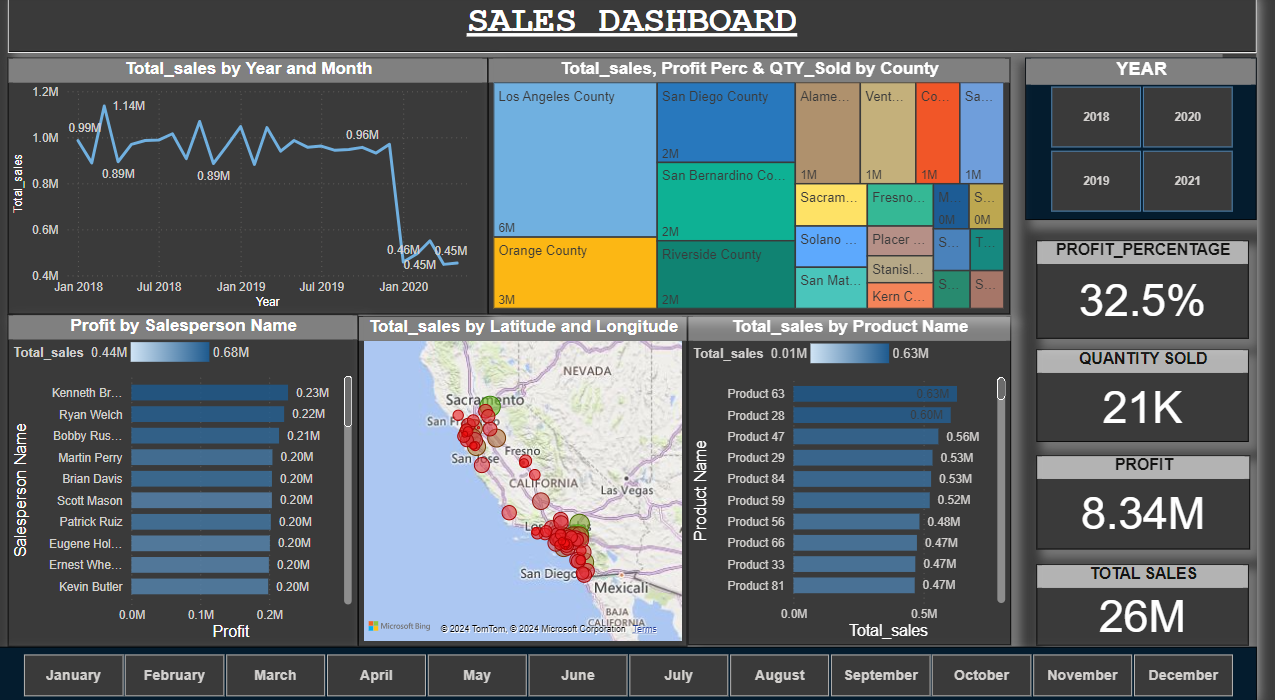 SALES DASHBOARD
Total_sales by Year and Month
1.2M
1.0M
0.8M
0.6M
0.4M
Total_sales
0.99M
1.14M
0.89M
0.89M
0.96M
0.46M
0.45M
0.45M
Jan 2018
Jul 2018
Jan 2019
Jul 2019
Jan 2020
Year
Total_sales, Profit Perc & QTY_Sold by County
Los Angeles County
6M
Orange County
3M
San Diego County
2M
San Bernardino Co...
2M
Riverside County
2M
Alame...
1M
Vent...
1M
Co...
1M
Sa...
1M
Sacram...
Solano ...
San Mat...
Fresno...
Placer ...
Stanisl...
Kern C...
M...
0M
S...
0M
S...
T...
S...
S...
YEAR
2018
2020
2019
2021
PROFIT_PERCENTAGE
32.5%
QUANTITY SOLD
21K
PROFIT
8.34M
TOTAL SALES
26M
Profit by Salesperson Name
Total_sales 0.44M 0.68M
Salesperson Name
Kenneth Br... 0.23M
Ryan Welch 0.22M
Bobby Rus... 0.21M
Martin Perry 0.20M
Brian Davis 0.20M
Scott Mason 0.20M
Patrick Ruiz 0.20M
Eugene Hol... 0.20M
Ernest Whe... 0.20M
Kevin Butler 0.20M
0.0M 0.1M 0.2M
Profit
Total_sales by Latitude and Longitude
NEVADA
Sacramento
San
San Jose
Fresno
CALIFORNIA
Las Vegas
San Diego
Mexicali
BAJA
CALIFORNIA
Microsoft Bing
© 2024 TomTom, © 2024 Microsoft Corporation Terms
Total_sales by Product Name
Total_sales 0.01M 0.63M
Product Name
Product 63 0.63M
Product 28 0.60M
Product 47 0.56M
Product 29 0.53M
Product 84 0.53M
Product 59 0.52M
Product 56 0.48M
Product 66 0.47M
Product 33 0.47M
Product 81 0.47M
0.0M 0.5M
Total_sales
January
February
March
April
May
June
July
August
September
October
November
December